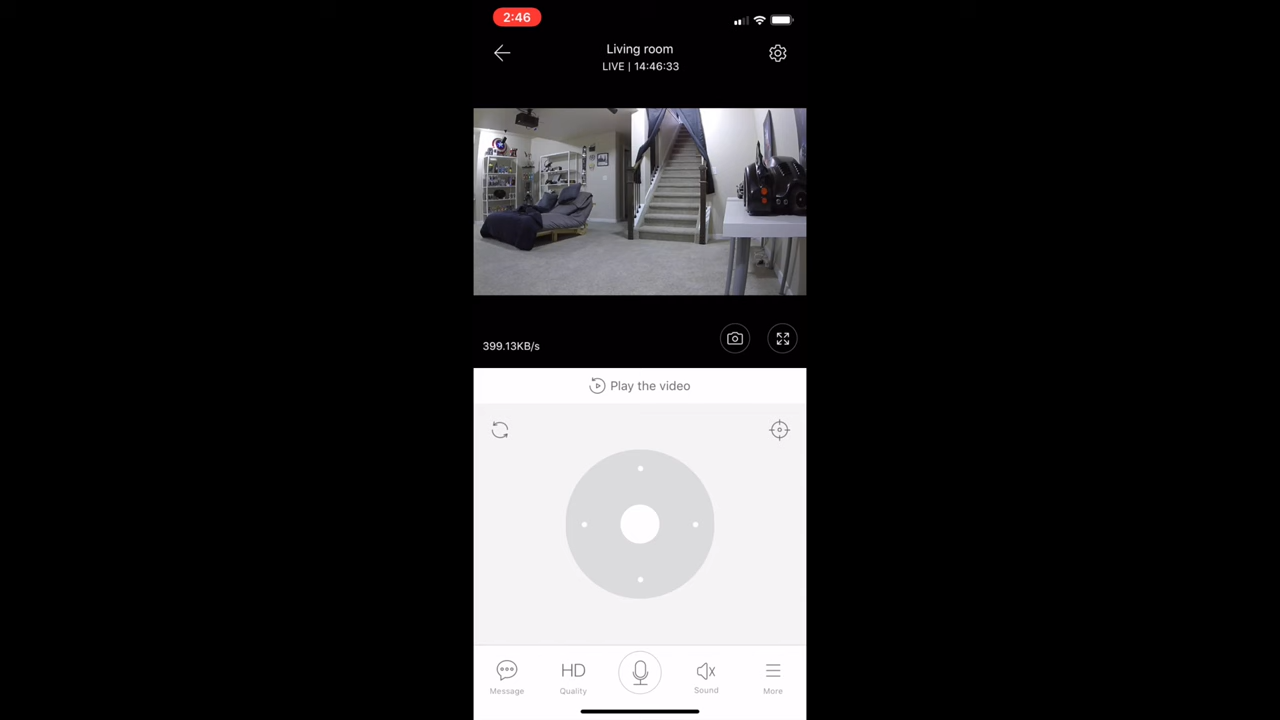 2:46
Living room
LIVE | 14:46:33
399.13KB/s
Play the video
HD
Message
Quality
Sound
More